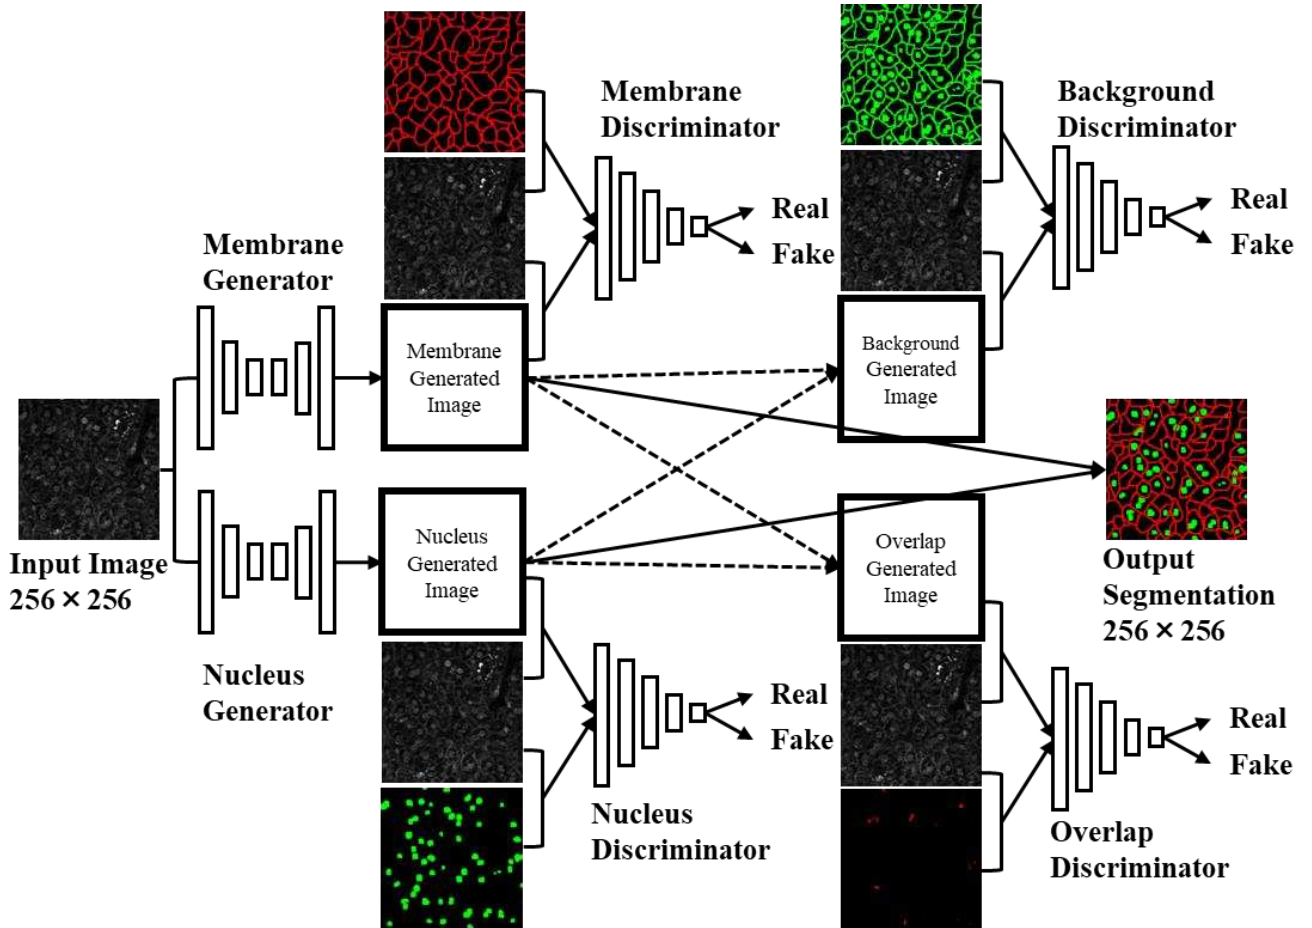 Membrane
Discriminator
Real
Fake
Background
Discriminator
Real
Fake
Membrane
Generator
Membrane
Generated
Image
Background
Generated
Image
Input Image
256 × 256
Nucleus
Generated
Image
Overlap
Generated
Image
Output
Segmentation
256 × 256
Nucleus
Generator
Real
Fake
Nucleus
Discriminator
Real
Fake
Overlap
Discriminator